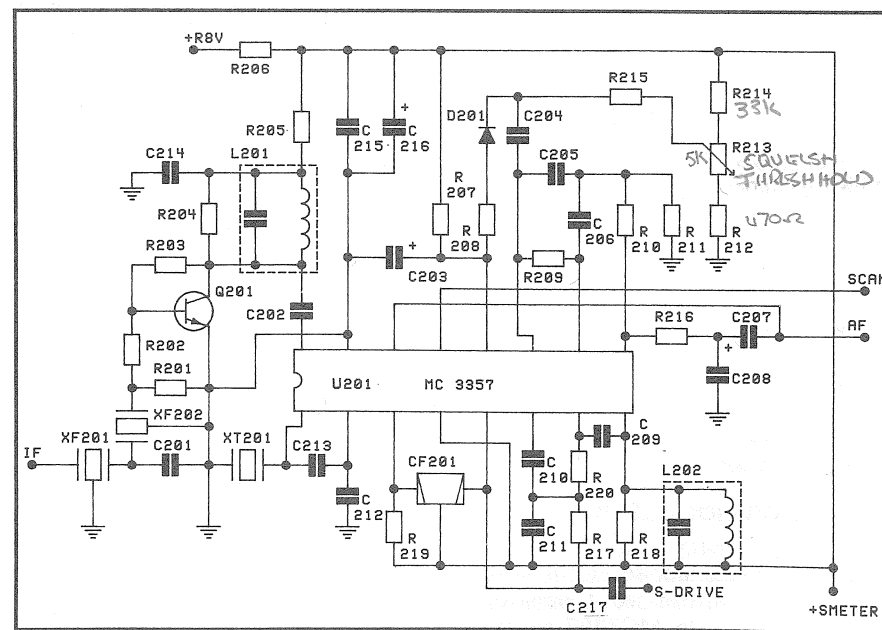 +R8V
R206
R215
R214
33K
D201
C204
R205
C
215
+
C
216
C214
L201
R213
5K
SQUELSH
THRESHHOLD
C205
R
207
R204
R
208
C
206
R
210
R
211
R
212
470Ω
R203
+
C203
R209
Q201
SCAN
C202
R216
C207
AF
R202
+
R201
U201
MC 3357
C208
XF202
C
209
XF201
C201
XT201
C213
IF
CF201
C
210
R
220
L202
C
212
R
219
C
211
R
217
R
218
C217
S-DRIVE
+SMETER